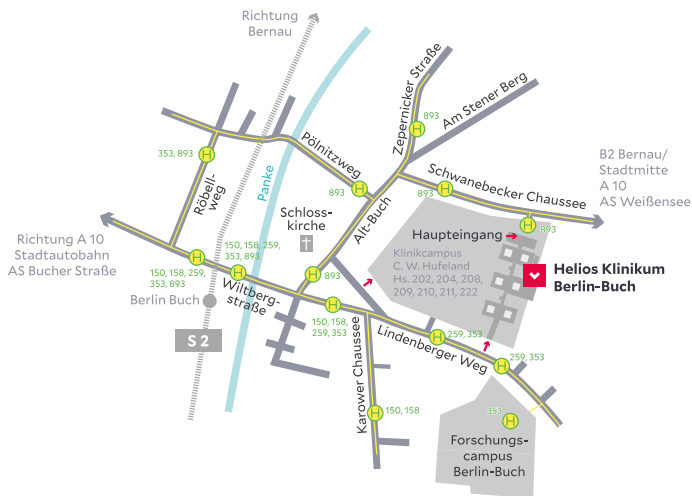 Richtung
Bernau
Zepernicker Straße
893
Am Stener Berg
353, 893
Pölnitzweg
893
B2 Bernau/
Stadtmitte
A 10
AS Weißensee
Schwanebecker Chaussee
893
893
Röbell-
weg
Panke
Schloss-
kirche
Alt-Buch
Haupteingang
Klinikcampus
C. W. Hufeland
Hs. 202, 204, 208,
209, 210, 211, 222
Helios Klinikum
Berlin-Buch
Richtung A 10
Stadtautobahn
AS Bucher Straße
150, 158, 259,
353, 893
150, 158, 259,
353, 893
H
893
Berlin Buch
Wiltberg-
straße
S 2
150, 158,
259, 353
Lindenberger Weg
259, 353
259, 353
Karower Chaussee
150, 158
353
Forschungs-
campus
Berlin-Buch